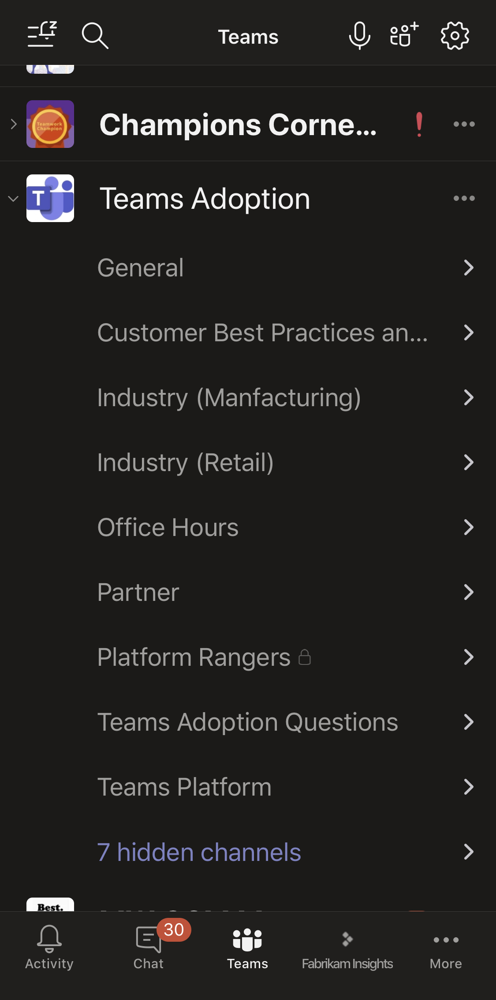 Teams
Teamwork
Champion
Champions Corne...
Teams Adoption
General
Customer Best Practices an...
Industry (Manfacturing)
Industry (Retail)
Office Hours
Partner
Platform Rangers
Teams Adoption Questions
Teams Platform
7 hidden channels
Best.
30
Activity
Chat
Teams
Fabrikam Insights
More